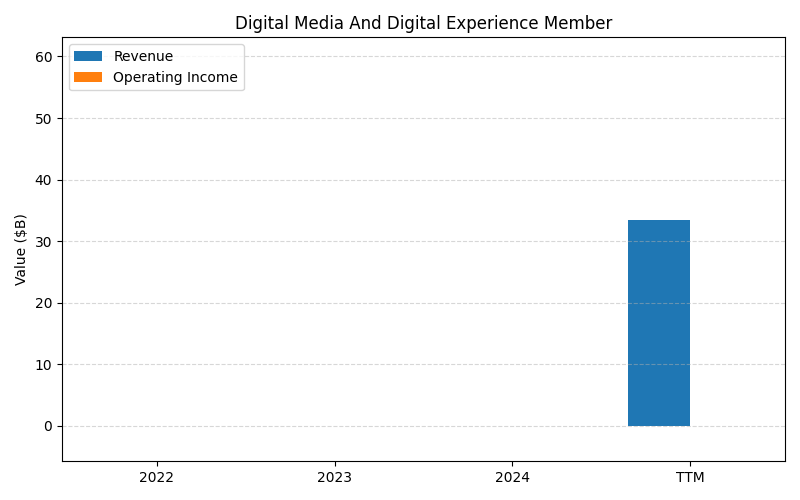 Digital Media And Digital Experience Member
Revenue
Operating Income
Value ($B)
60
50
40
30
20
10
0
2022
2023
2024
TTM